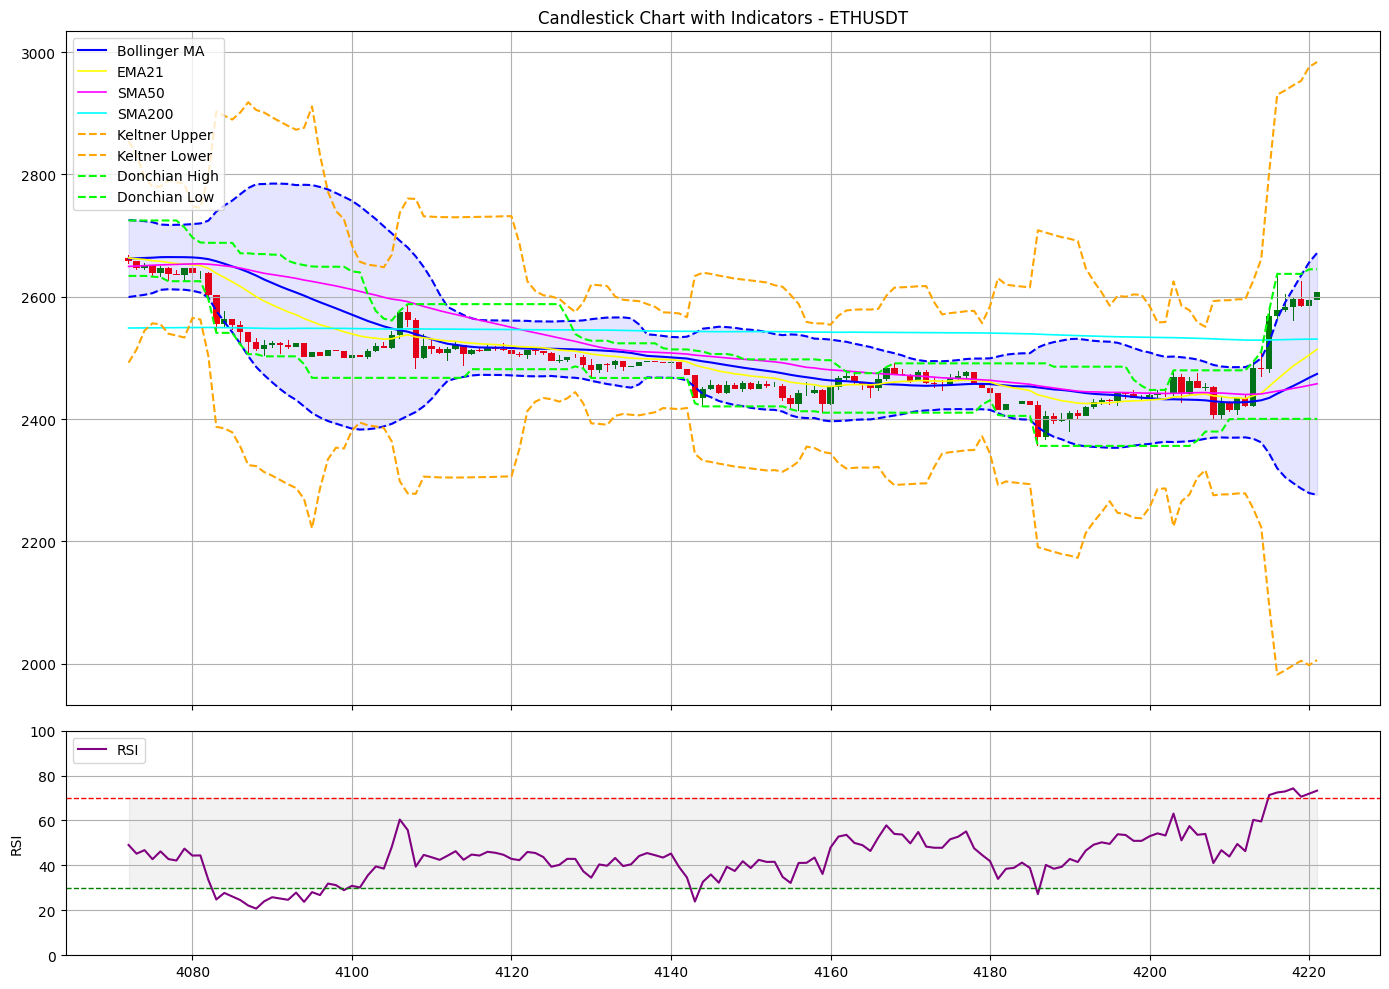 Candlestick Chart with Indicators - ETHUSDT
3000
2800
2600
2400
2200
2000
Bollinger MA
EMA21
SMA50
SMA200
Keltner Upper
Keltner Lower
Donchian High
Donchian Low
100
80
60
40
20
0
RSI
RSI
4080
4100
4120
4140
4160
4180
4200
4220